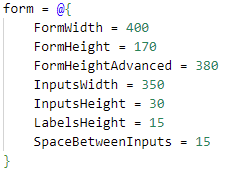 form = @{
    FormWidth = 400
    FormHeight = 170
    FormHeightAdvanced = 380
    InputsWidth = 350
    InputsHeight = 30
    LabelsHeight = 15
    SpaceBetweenInputs = 15
}